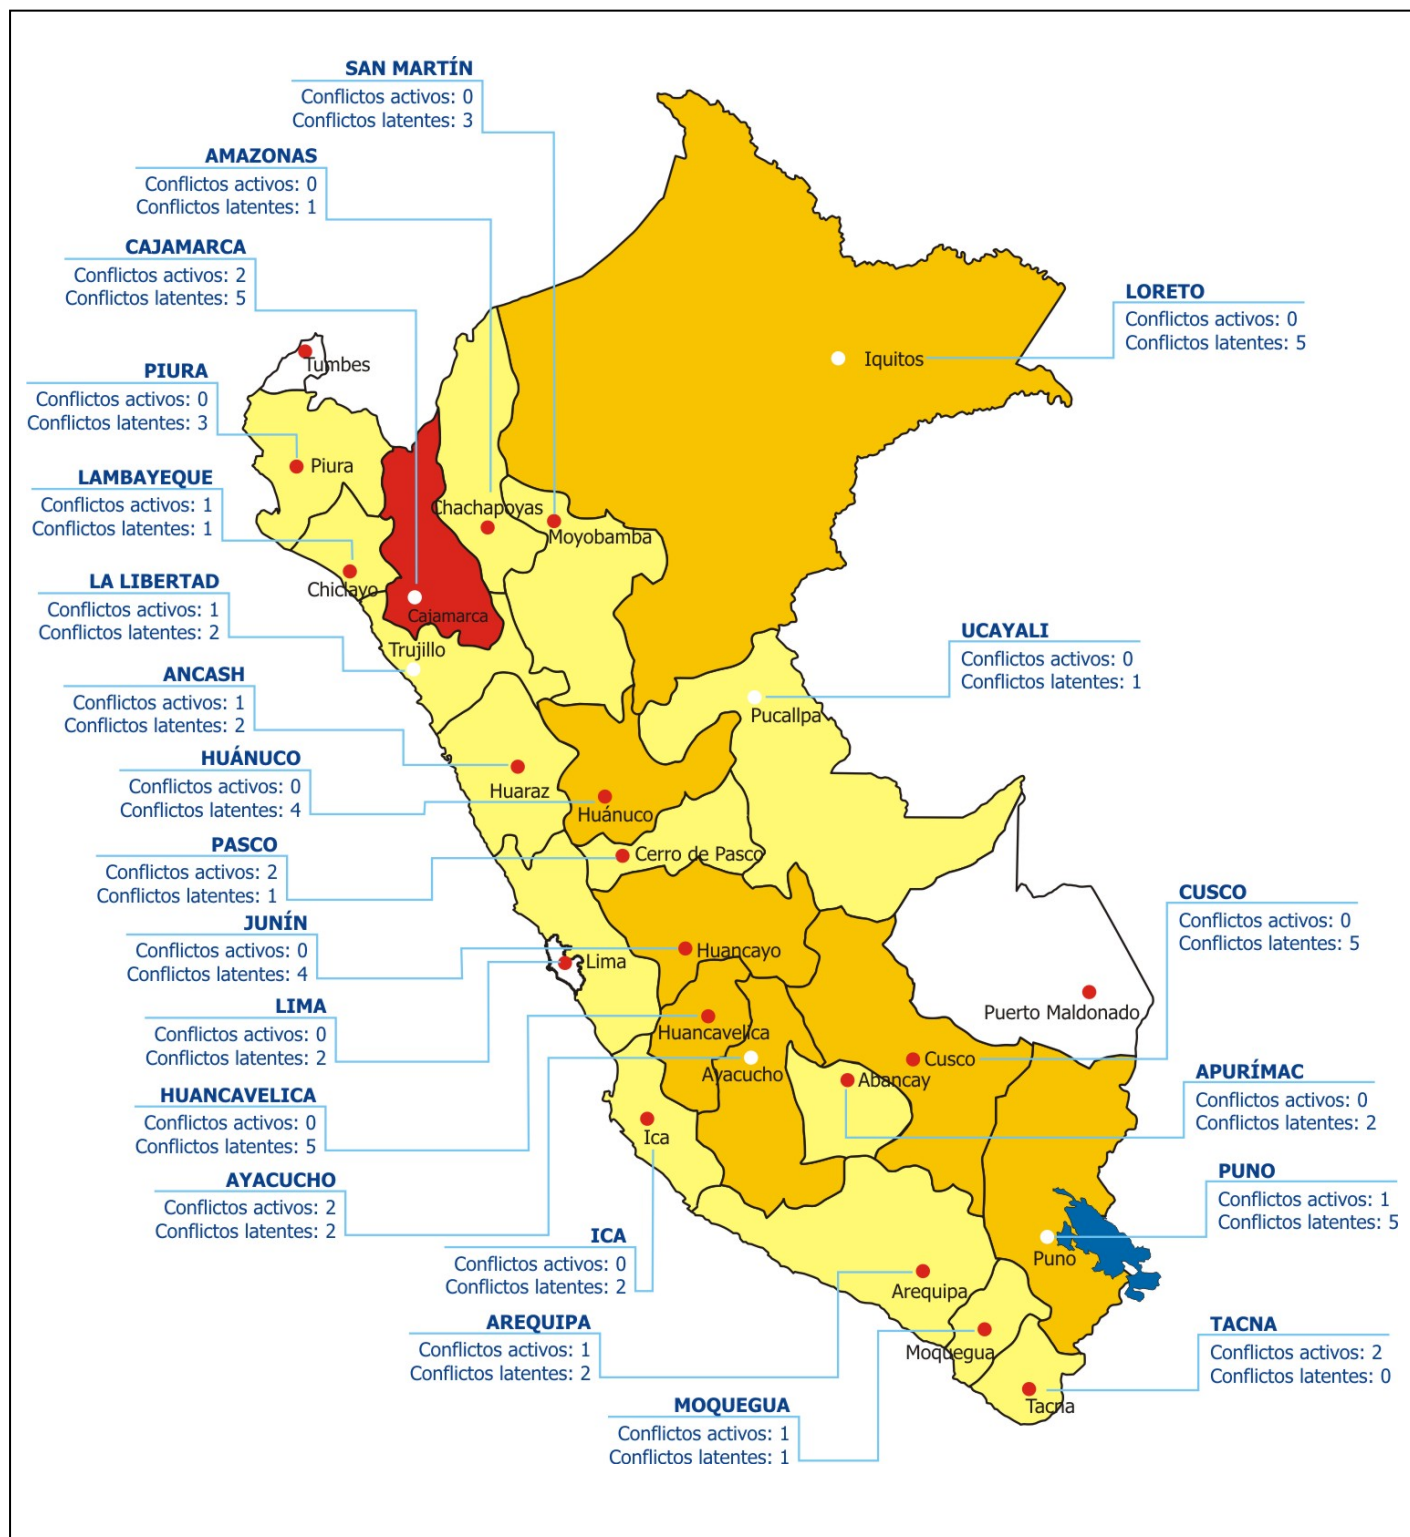 SAN MARTÍN
Conflictos activos: 0
Conflictos latentes: 3
AMAZONAS
Conflictos activos: 0
Conflictos latentes: 1
CAJAMARCA
Conflictos activos: 2
Conflictos latentes: 5
LORETO
Conflictos activos: 0
Conflictos latentes: 5
Iquitos
Tumbes
PIURA
Conflictos activos: 0
Conflictos latentes: 3
Piura
LAMBAYEQUE
Conflictos activos: 1
Conflictos latentes: 1
Chachapoyas
Moyobamba
Chiclayo
Cajamarca
LA LIBERTAD
Conflictos activos: 1
Conflictos latentes: 2
Trujillo
UCAYALI
Conflictos activos: 0
Conflictos latentes: 1
Pucallpa
ANCASH
Conflictos activos: 1
Conflictos latentes: 2
Huaraz
HUÁNUCO
Conflictos activos: 0
Conflictos latentes: 4
Huánuco
PASCO
Conflictos activos: 2
Conflictos latentes: 1
Cerro de Pasco
CUSCO
Conflictos activos: 0
Conflictos latentes: 5
JUNÍN
Conflictos activos: 0
Conflictos latentes: 4
Huancayo
Lima
LIMA
Conflictos activos: 0
Conflictos latentes: 2
Puerto Maldonado
Huancavelica
Ayacucho
Cusco
Abancay
APURÍMAC
Conflictos activos: 0
Conflictos latentes: 2
HUANCAVELICA
Conflictos activos: 0
Conflictos latentes: 5
Ica
AYACUCHO
Conflictos activos: 2
Conflictos latentes: 2
PUNO
Conflictos activos: 1
Conflictos latentes: 5
Puno
ICA
Conflictos activos: 0
Conflictos latentes: 2
Arequipa
AREQUIPA
Conflictos activos: 1
Conflictos latentes: 2
Moquegua
TACNA
Conflictos activos: 2
Conflictos latentes: 0
Tacna
MOQUEGUA
Conflictos activos: 1
Conflictos latentes: 1